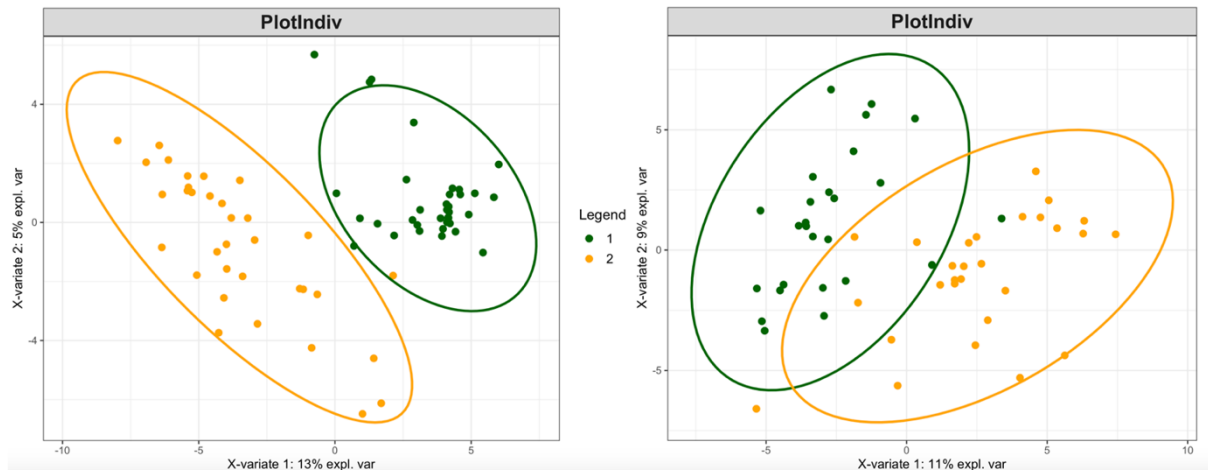 PlotIndiv
4
0
-4
X-variate 2: 5% expl. var
-10
-5
0
5
X-variate 1: 13% expl. var
Legend
1
2
PlotIndiv
5
0
-5
X-variate 2: 9% expl. var
-5
0
5
10
X-variate 1: 11% expl. var